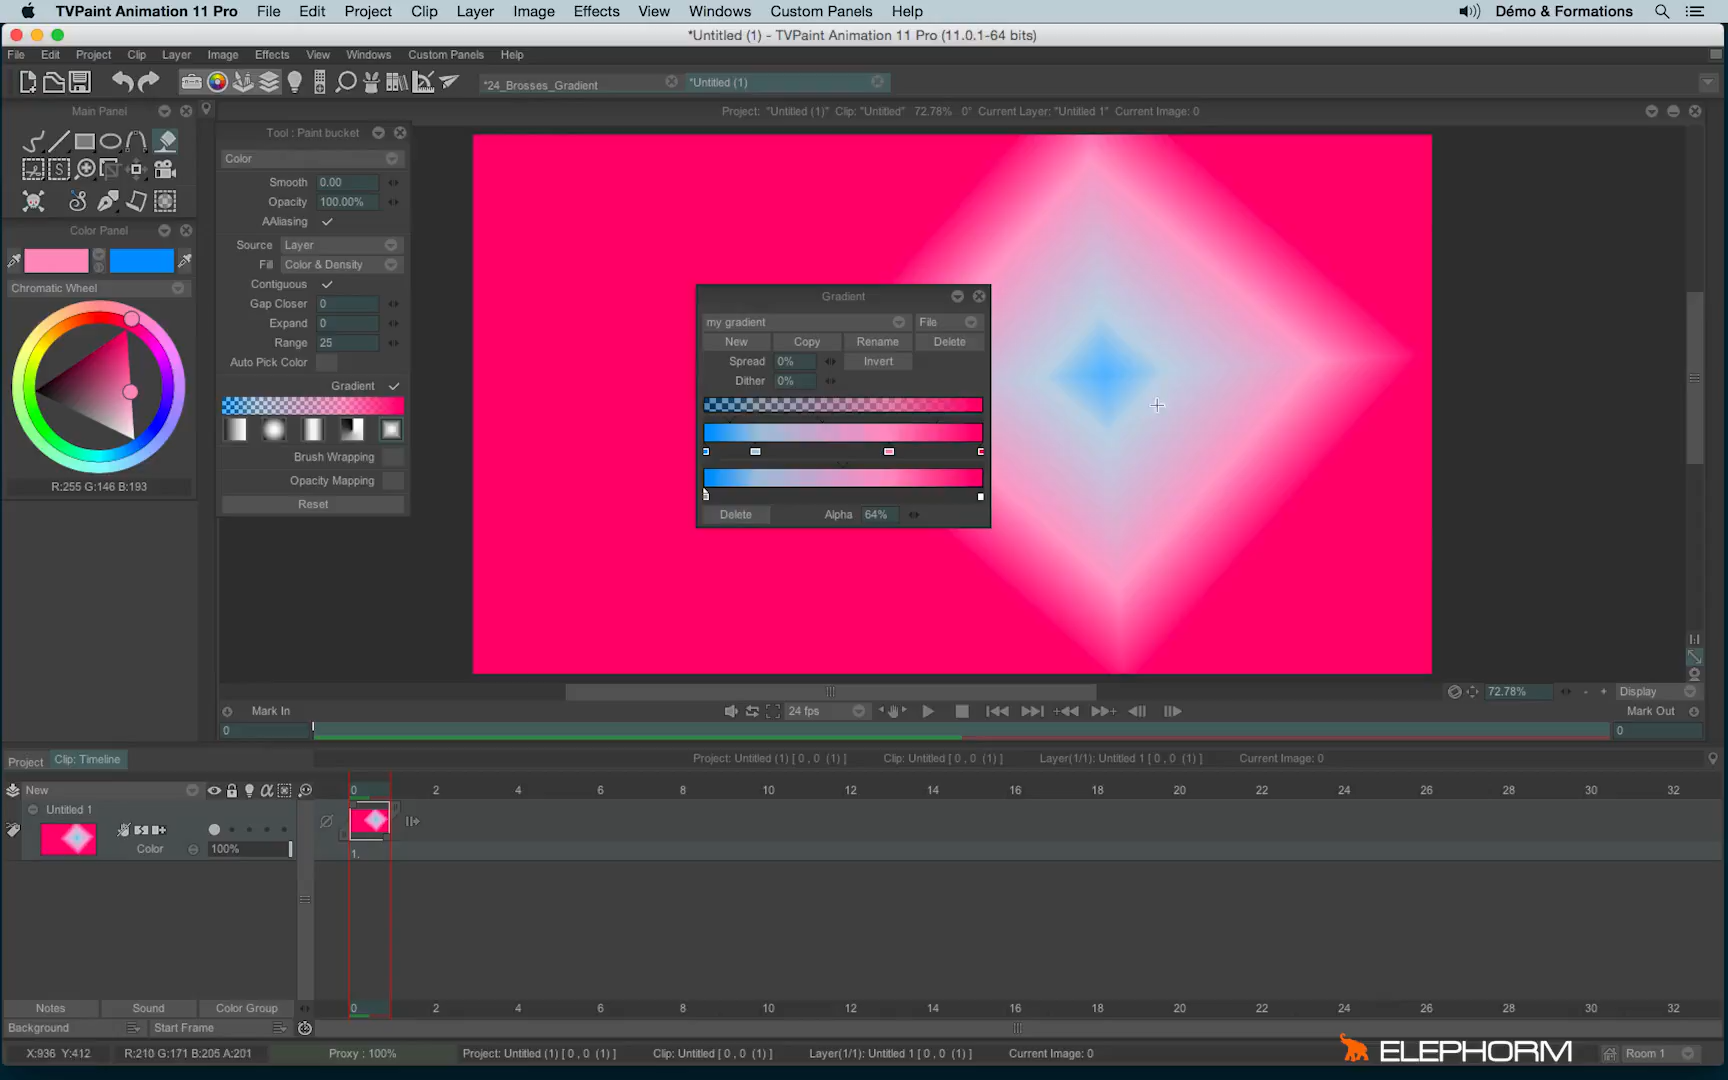 TVPaint Animation 11 Pro File Edit Project Clip Layer Image Effects View Windows Custom Panels Help Démo & Formations
*Untitled (1) - TVPaint Animation 11 Pro (11.0.1-64 bits)
File Edit Project Clip Layer Image Effects View Windows Custom Panels Help
*24_Brosses_Gradient *Untitled (1)
Main Panel
Project: "Untitled (1)" Clip: "Untitled" 72.78% 0° Current Layer: "Untitled 1" Current Image: 0
Tool : Paint bucket
Color
Smooth 0.00
Opacity 100.00%
AAliasing
Source Layer
Fill Color & Density
Contiguous
Gap Closer 0
Expand 0
Range 25
Auto Pick Color
Gradient
Brush Wrapping
Opacity Mapping
Reset
Color Panel
Chromatic Wheel
R:255 G:146 B:193
Gradient
my gradient File
New Copy Rename Delete
Spread 0% Invert
Dither 0%
Delete Alpha 64%
1:1
72.78% - + Display
Mark In 24 fps Mark Out
0 0
Project Clip: Timeline Project: Untitled (1) [ 0 , 0 (1) ] Clip: Untitled [ 0 , 0 (1) ] Layer(1/1): Untitled 1 [ 0 , 0 (1) ] Current Image: 0
New 0 2 4 6 8 10 12 14 16 18 20 22 24 26 28 30 32
Untitled 1
Color 100%
1.
Notes Sound Color Group 0 2 4 6 8 10 12 14 16 18 20 22 24 26 28 30 32
Background Start Frame
X:936 Y:412 R:210 G:171 B:205 A:201 Proxy : 100% Project: Untitled (1) [ 0 , 0 (1) ] Clip: Untitled [ 0 , 0 (1) ] Layer(1/1): Untitled 1 [ 0 , 0 (1) ] Current Image: 0 ELEPHORM Room 1